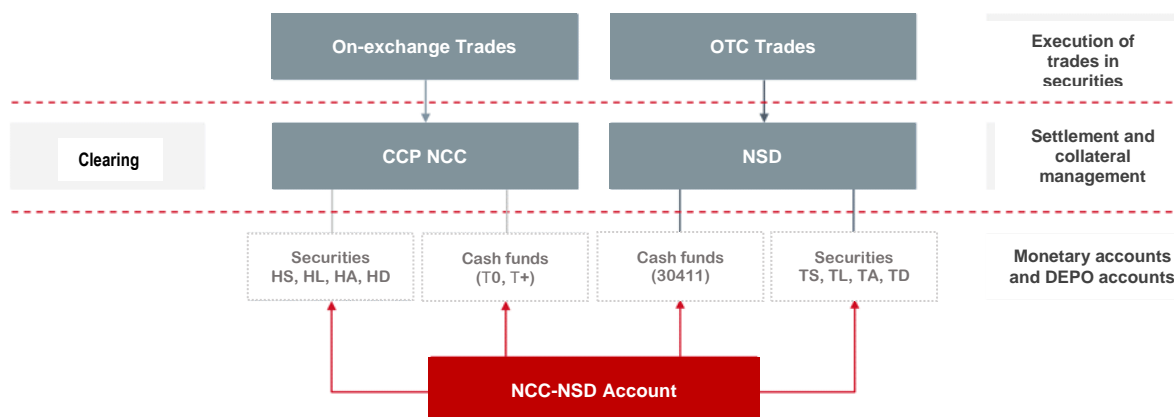 On-exchange Trades
OTC Trades
Execution of
trades in
securities
Clearing
CCP NCC
NSD
Settlement and
collateral
management
Securities
HS, HL, HA, HD
Cash funds
(T0, T+)
Cash funds
(30411)
Securities
TS, TL, TA, TD
Monetary accounts
and DEPO accounts
NCC-NSD Account